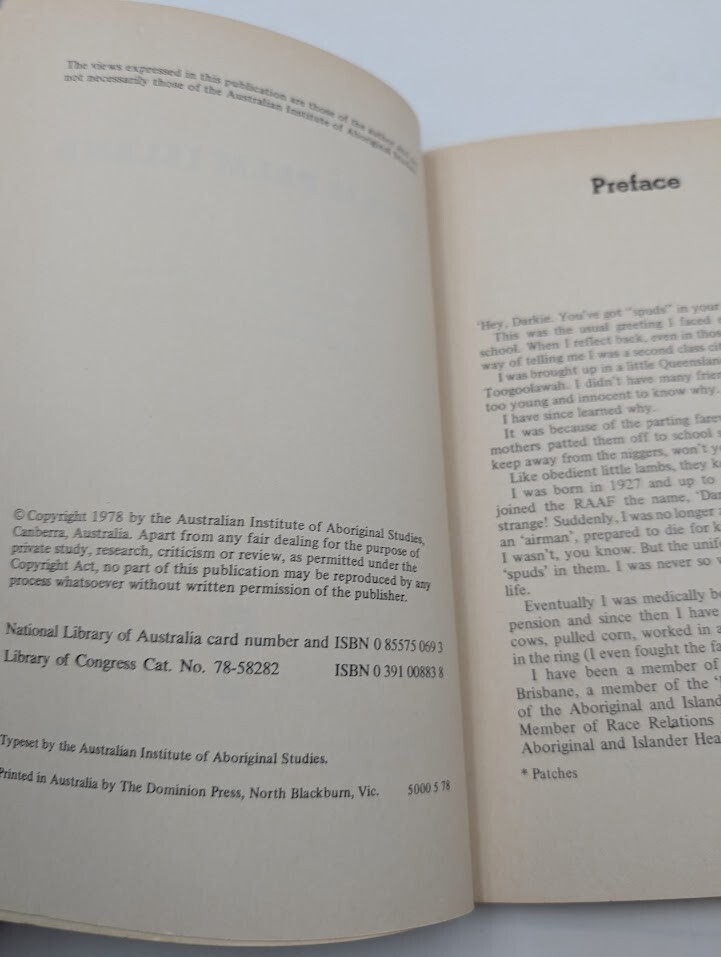 The views expressed in this publication are those of the author and
not necessarily those of the Australian Institute of Aboriginal Studies.
© Copyright 1978 by the Australian Institute of Aboriginal Studies,
Canberra, Australia. Apart from any fair dealing for the purpose of
private study, research, criticism or review, as permitted under the
Copyright Act, no part of this publication may be reproduced by any
process whatsoever without written permission of the publisher.
National Library of Australia card number and ISBN 0 85575 069 3
Library of Congress Cat. No. 78-58282 ISBN 0 391 00883 8
Typeset by the Australian Institute of Aboriginal Studies.
Printed in Australia by The Dominion Press, North Blackburn, Vic. 5000 5 78
Preface
'Hey, Darkie. You've got "spuds" in your
This was the usual greeting I faced
school. When I reflect back, even in thos
way of telling me I was a second class cit
I was brought up in a little Queensland
Toogoolawah. I didn't have many frien
too young and innocent to know why.
I have since learned why.
It was because of the parting fare
mothers patted them off to school
keep away from the niggers, won't y
Like obedient little lambs, they k
I was born in 1927 and up to
joined the RAAF the name, 'Dar
strange! Suddenly, I was no longer
an 'airman', prepared to die for k
I wasn't, you know. But the unif
'spuds' in them. I was never so
life.
Eventually I was medically bo
pension and since then I have
cows, pulled corn, worked in a
in the ring (I even fought the fa
I have been a member of
Brisbane, a member of the
of the Aboriginal and Island
Member of Race Relations
Aboriginal and Islander Hea
* Patches